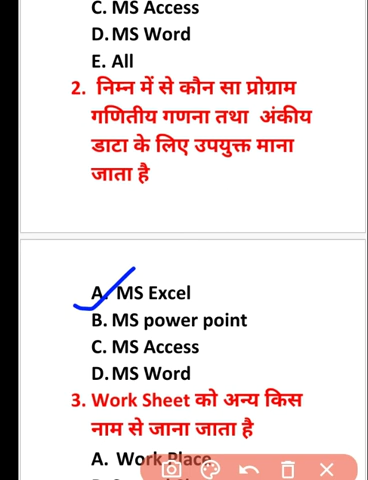 C. MS Access
D. MS Word
E. All
2. निम्न में से कौन सा प्रोग्राम
गणितीय गणना तथा अंकीय
डाटा के लिए उपयुक्त माना
जाता है
A. MS Excel
B. MS power point
C. MS Access
D. MS Word
3. Work Sheet को अन्य किस
नाम से जाना जाता है
A. Work Place